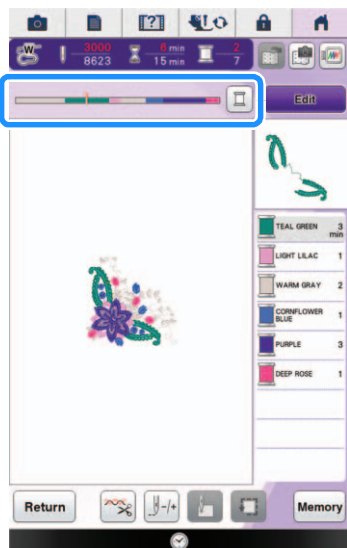 [?]
W 3000 6 min 2
8623 15 min 7
Edit
TEAL GREEN 3 min
LIGHT LILAC 1
WARM GRAY 2
CORNFLOWER BLUE 1
PURPLE 3
DEEP ROSE 1
-/+
Return
Memory